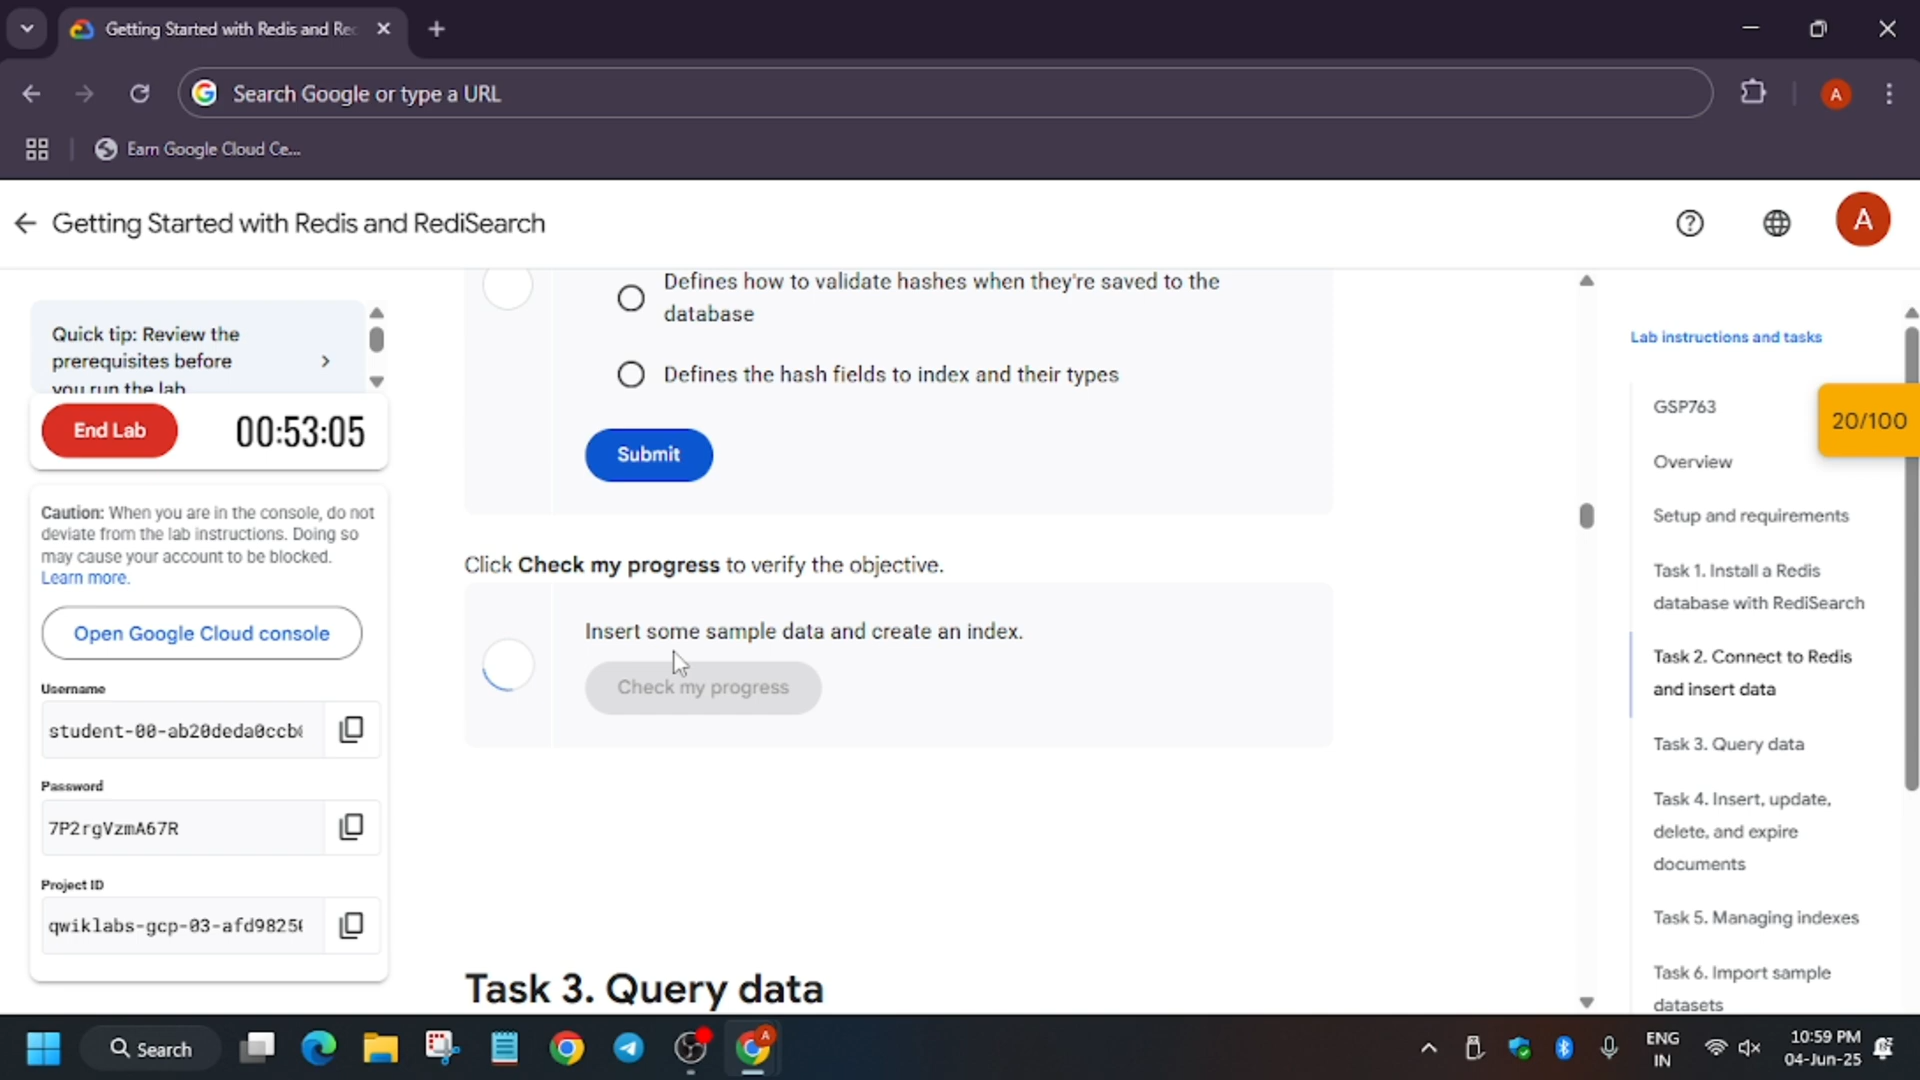 Getting Started with Redis and Rec
Search Google or type a URL
A
Earn Google Cloud Ce...
Getting Started with Redis and RediSearch
A
Quick tip: Review the
prerequisites before
you run the lab
End Lab
00:53:05
Caution: When you are in the console, do not
deviate from the lab instructions. Doing so
may cause your account to be blocked.
Learn more.
Open Google Cloud console
Username
student-00-ab20deda0ccb
Password
7P2rgVzmA67R
Project ID
qwiklabs-gcp-03-afd9825
Defines how to validate hashes when they're saved to the
database
Defines the hash fields to index and their types
Submit
Click Check my progress to verify the objective.
Insert some sample data and create an index.
Check my progress
Task 3. Query data
Lab instructions and tasks
GSP763
20/100
Overview
Setup and requirements
Task 1. Install a Redis
database with RediSearch
Task 2. Connect to Redis
and insert data
Task 3. Query data
Task 4. Insert, update,
delete, and expire
documents
Task 5. Managing indexes
Task 6. Import sample
datasets
Search
A
ENG
IN
10:59 PM
04-Jun-25